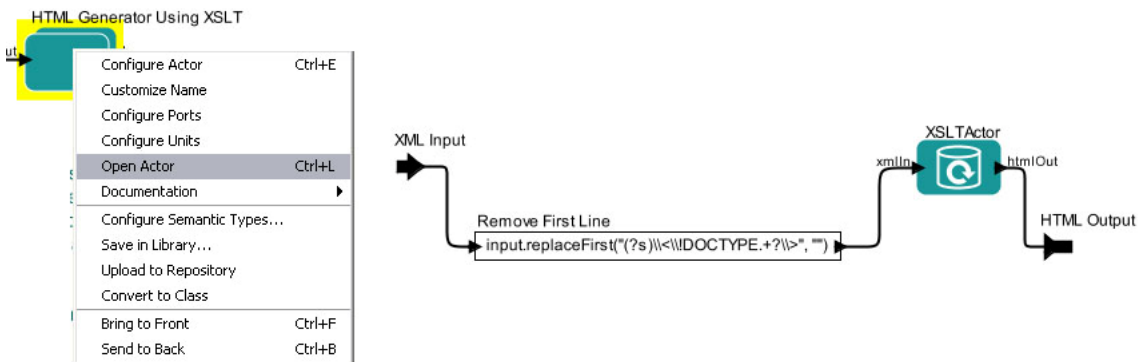 HTML Generator Using XSLT
ut
Configure Actor Ctrl+E
Customize Name
Configure Ports
Configure Units
Open Actor Ctrl+L
Documentation
Configure Semantic Types...
Save in Library...
Upload to Repository
Convert to Class
Bring to Front Ctrl+F
Send to Back Ctrl+B
XML Input
Remove First Line
input.replaceFirst("(?s)\\<\\!DOCTYPE.+?\\>", "")
XSLTActor
xmlIn
htmlOut
HTML Output